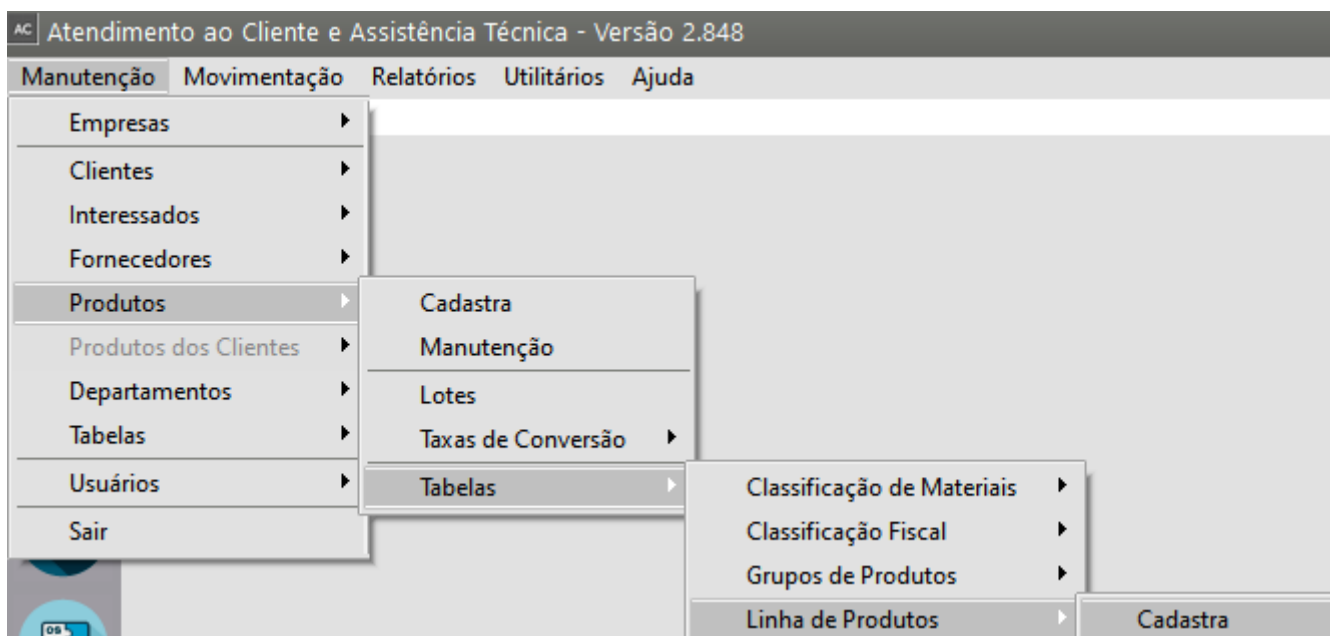 AC Atendimento ao Cliente e Assistência Técnica - Versão 2.848
Manutenção Movimentação Relatórios Utilitários Ajuda
Empresas
Clientes
Interessados
Fornecedores
Produtos
Produtos dos Clientes
Departamentos
Tabelas
Usuários
Sair
Cadastra
Manutenção
Lotes
Taxas de Conversão
Tabelas
Classificação de Materiais
Classificação Fiscal
Grupos de Produtos
Linha de Produtos
Cadastra
OS